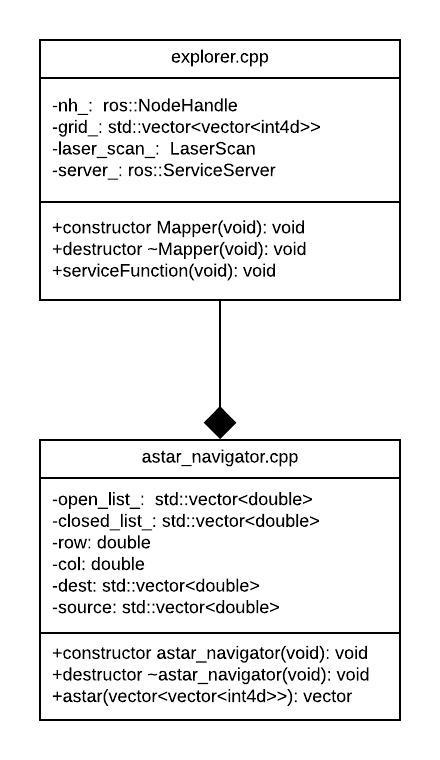 explorer.cpp
-nh_: ros::NodeHandle
-grid_: std::vector<vector<int4d>>
-laser_scan_: LaserScan
-server_: ros::ServiceServer
+constructor Mapper(void): void
+destructor ~Mapper(void): void
+serviceFunction(void): void
astar_navigator.cpp
-open_list_: std::vector<double>
-closed_list_: std::vector<double>
-row: double
-col: double
-dest: std::vector<double>
-source: std::vector<double>
+constructor astar_navigator(void): void
+destructor ~astar_navigator(void): void
+astar(vector<vector<int4d>>): vector